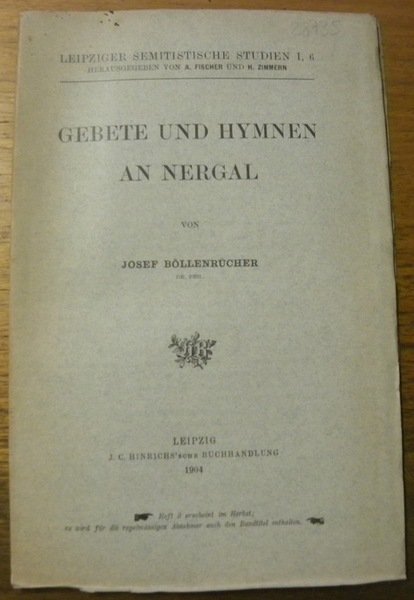 28735
LEIPZIGER SEMITISTISCHE STUDIEN I, 6
HERAUSGEGEBEN VON A. FISCHER UND H. ZIMMERN
GEBETE UND HYMNEN
AN NERGAL
VON
JOSEF BÖLLENRÜCHER
DR. PHIL.
LEIPZIG
J. C. HINRICHS'SCHE BUCHHANDLUNG
1904
Heft 6 erscheint im Herbst;
es wird für die regelmässigen Abnehmer auch den Bandtitel enthalten.